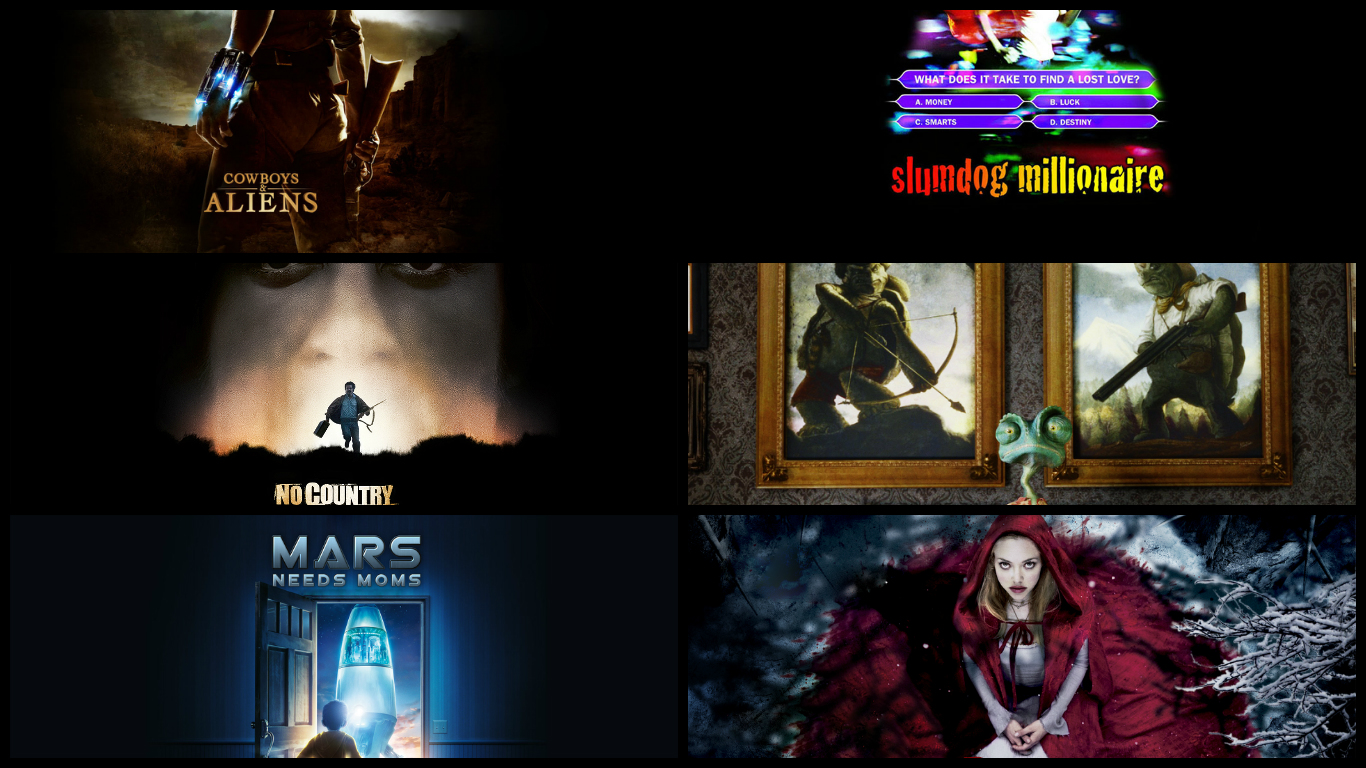 COWBOYS
&
ALIENS
WHAT DOES IT TAKE TO FIND A LOST LOVE?
A. MONEY
B. LUCK
C. SMARTS
D. DESTINY
slumdog millionaire
NO COUNTRY
MARS
NEEDS MOMS